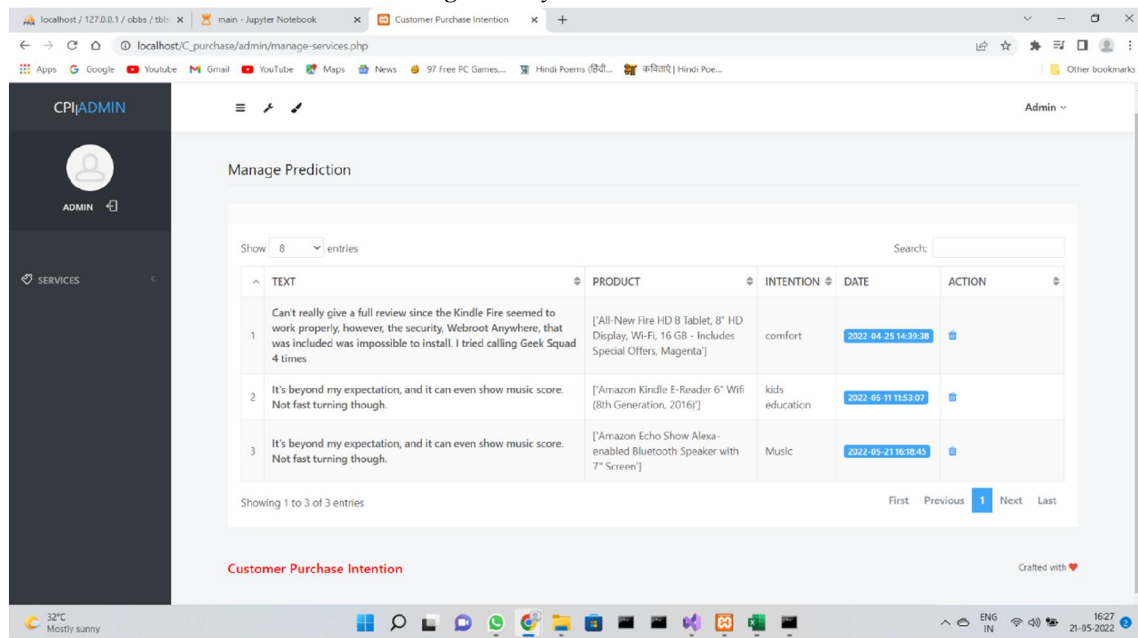 localhost / 127.0.0.1 / obbs / tbls
main - Jupyter Notebook
Customer Purchase Intention
localhost/C_purchase/admin/manage-services.php
Apps Google Youtube Gmail YouTube Maps News 97 Free PC Games,... Hindi Poems (हिंदी... कविताएँ | Hindi Poe... Other bookmarks
CPI|ADMIN
Admin
Manage Prediction
ADMIN
Show 8 entries Search:
SERVICES
TEXT PRODUCT INTENTION DATE ACTION
Can't really give a full review since the Kindle Fire seemed to
work properly, however, the security, Webroot Anywhere, that
was included was impossible to install. I tried calling Geek Squad
4 times
['All-New Fire HD 8 Tablet, 8" HD
Display, Wi-Fi, 16 GB - Includes
Special Offers, Magenta']
1 comfort 2022-04-25 14:39:38
It's beyond my expectation, and it can even show music score.
Not fast turning though.
['Amazon Kindle E-Reader 6" Wifi
(8th Generation, 2016)']
2 kids
education
2022-05-11 11:53:07
It's beyond my expectation, and it can even show music score.
Not fast turning though.
['Amazon Echo Show Alexa-
enabled Bluetooth Speaker with
7" Screen']
3 Music 2022-05-21 16:18:45
Showing 1 to 3 of 3 entries
First Previous 1 Next Last
Customer Purchase Intention
Crafted with
32°C
Mostly sunny
ENG
IN
16:27
21-05-2022
2